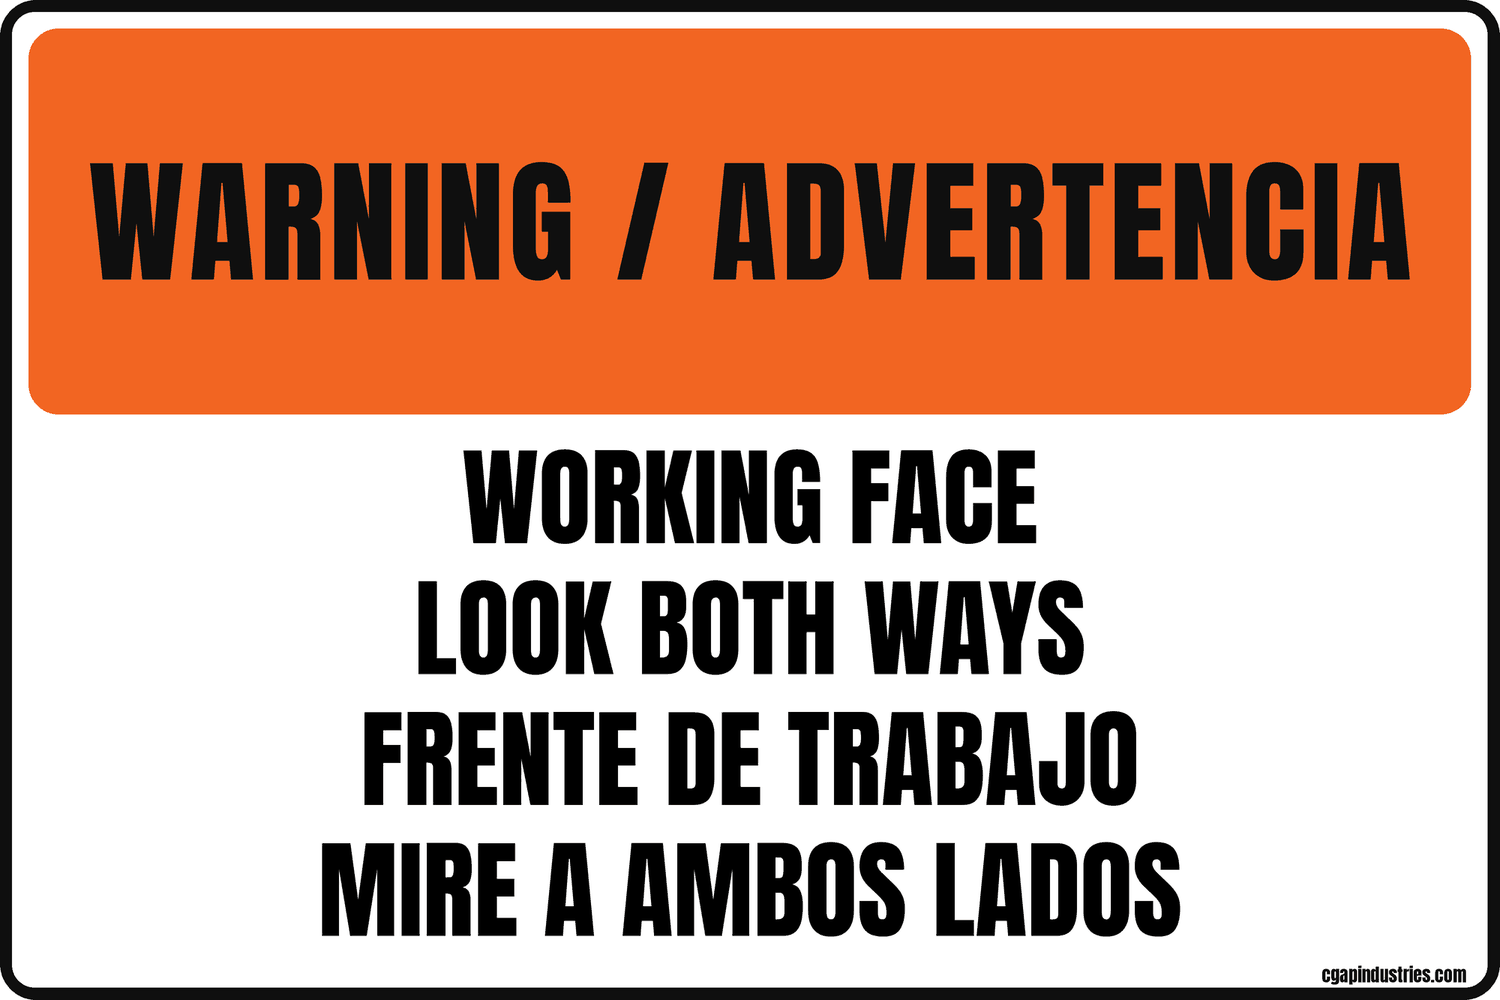 WARNING / ADVERTENCIA
WORKING FACE
LOOK BOTH WAYS
FRENTE DE TRABAJO
MIRE A AMBOS LADOS
cgapindustries.com